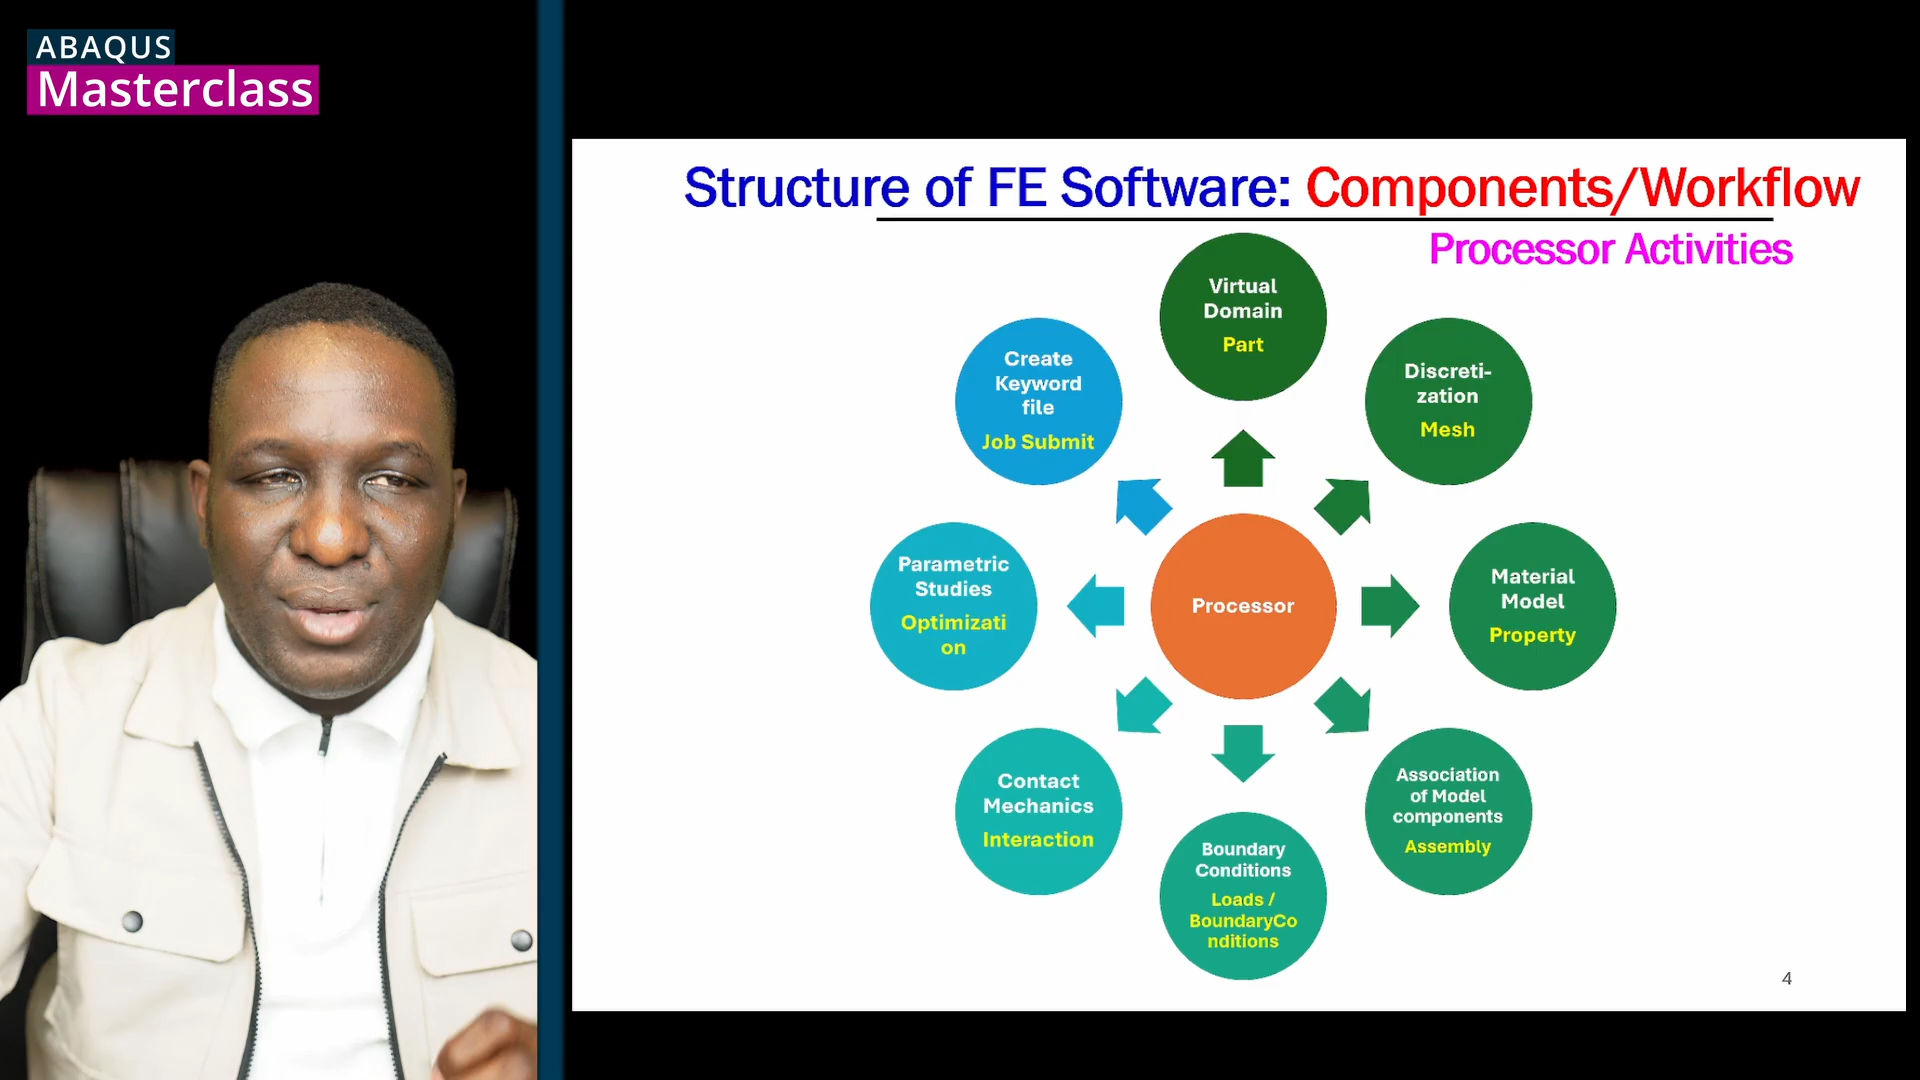 ABAQUS
Masterclass
Structure of FE Software: Components/Workflow
Processor Activities
Virtual
Domain
Part
Discreti-
zation
Mesh
Material
Model
Property
Association
of Model
components
Assembly
Boundary
Conditions
Loads /
BoundaryCo
nditions
Contact
Mechanics
Interaction
Parametric
Studies
Optimizati
on
Create
Keyword
file
Job Submit
Processor
4